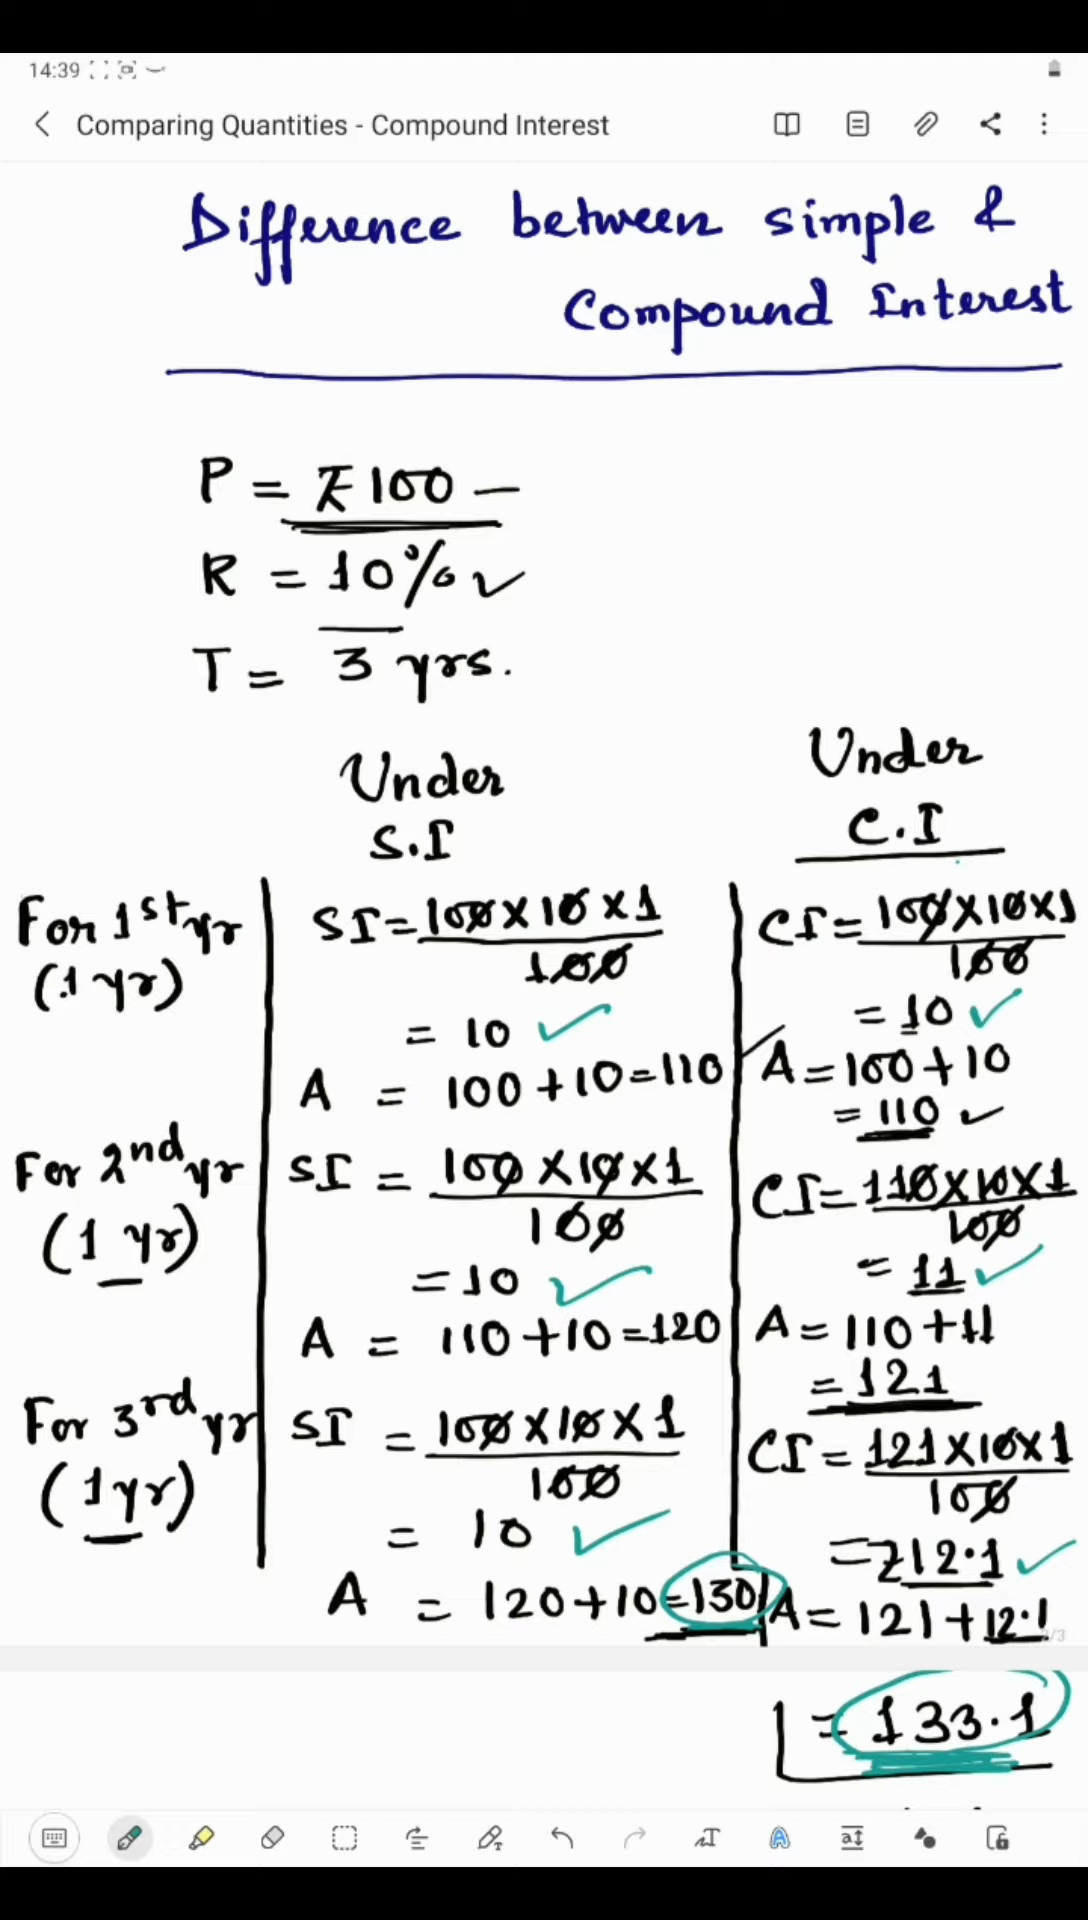 14:39
Comparing Quantities - Compound Interest
Difference between simple &
Compound Interest
P = ₹100 —
R = 10%
T = 3 yrs.
Under
S.I
Under
C.I
For 1st yr
(1 yr)
SI = 100×10×1
100
= 10
A = 100+10=110
CI = 100×10×1
100
= 10
A = 100+10
= 110
For 2nd yr
(1 yr)
SI = 100×10×1
100
= 10
A = 110+10=120
CI = 110×10×1
100
= 11
A = 110+11
= 121
For 3rd yr
(1 yr)
SI = 100×10×1
100
= 10
A = 120+10=130
CI = 121×10×1
100
= ₹12.1
A = 121+12.1
2/3
= 133.1